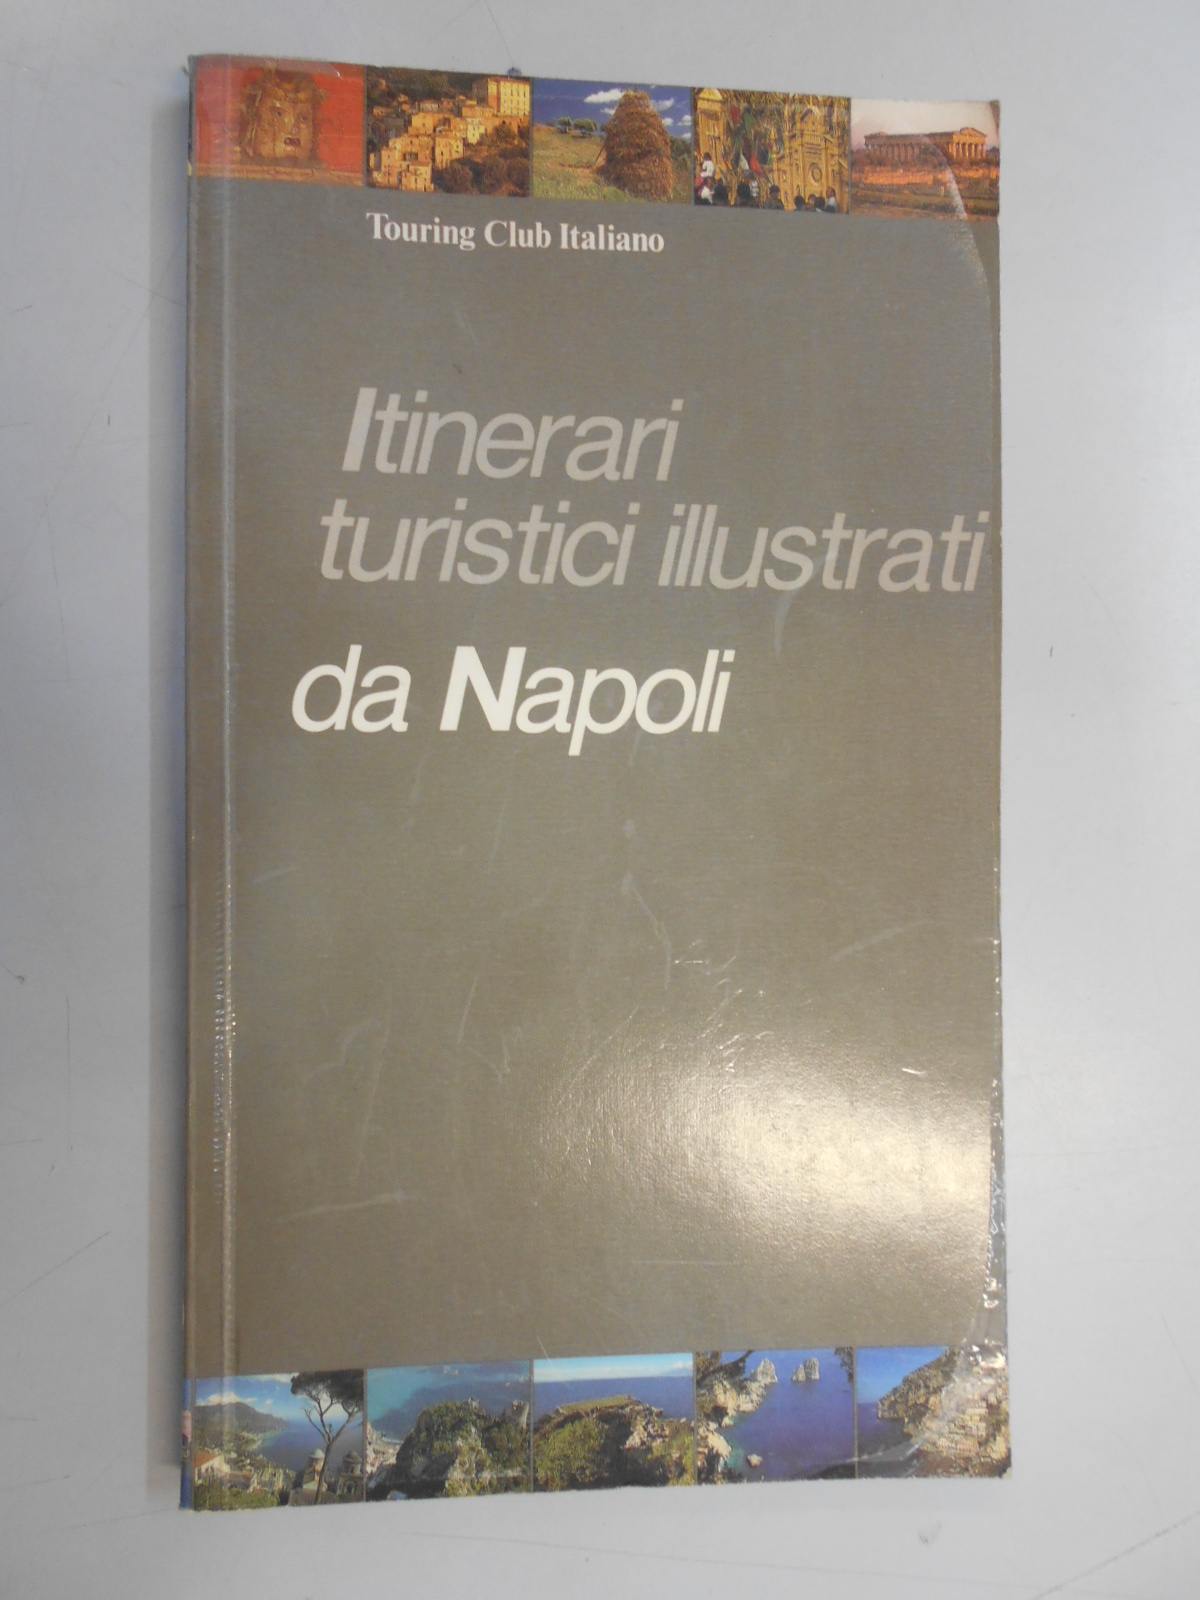 Touring Club Italiano
Itinerari
turistici illustrati
da Napoli